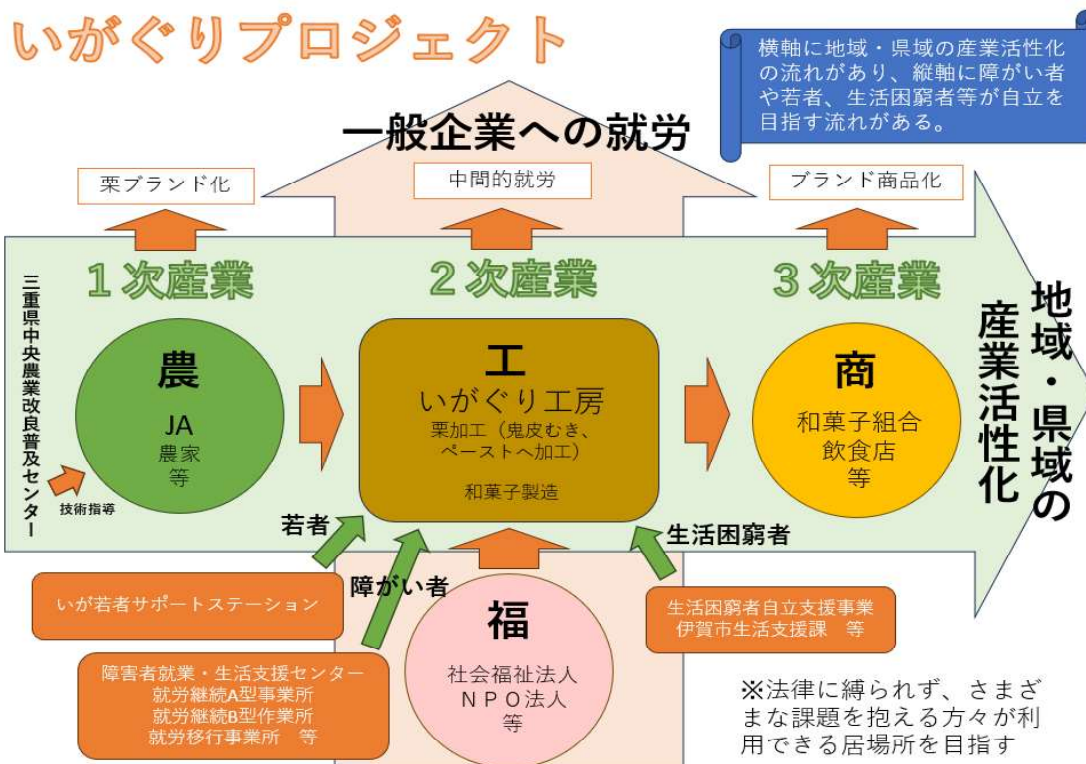 いがぐりプロジェクト
横軸に地域・県域の産業活性化
の流れがあり、縦軸に障がい者
や若者、生活困窮者等が自立を
目指す流れがある。
一般企業への就労
栗ブランド化
中間的就労
ブランド商品化
1次産業
2次産業
3次産業
三重県中央農業改良普及センター
技術指導
農
JA
農家
等
工
いがぐり工房
栗加工（鬼皮むき、
ペーストへ加工）
和菓子製造
商
和菓子組合
飲食店
等
地域・県域の
産業活性化
若者
障がい者
生活困窮者
いが若者サポートステーション
障害者就業・生活支援センター
就労継続A型事業所
就労継続B型作業所
就労移行事業所　等
福
社会福祉法人
ＮＰＯ法人
等
生活困窮者自立支援事業
伊賀市生活支援課　等
※法律に縛られず、さまざ
まな課題を抱える方々が利
用できる居場所を目指す